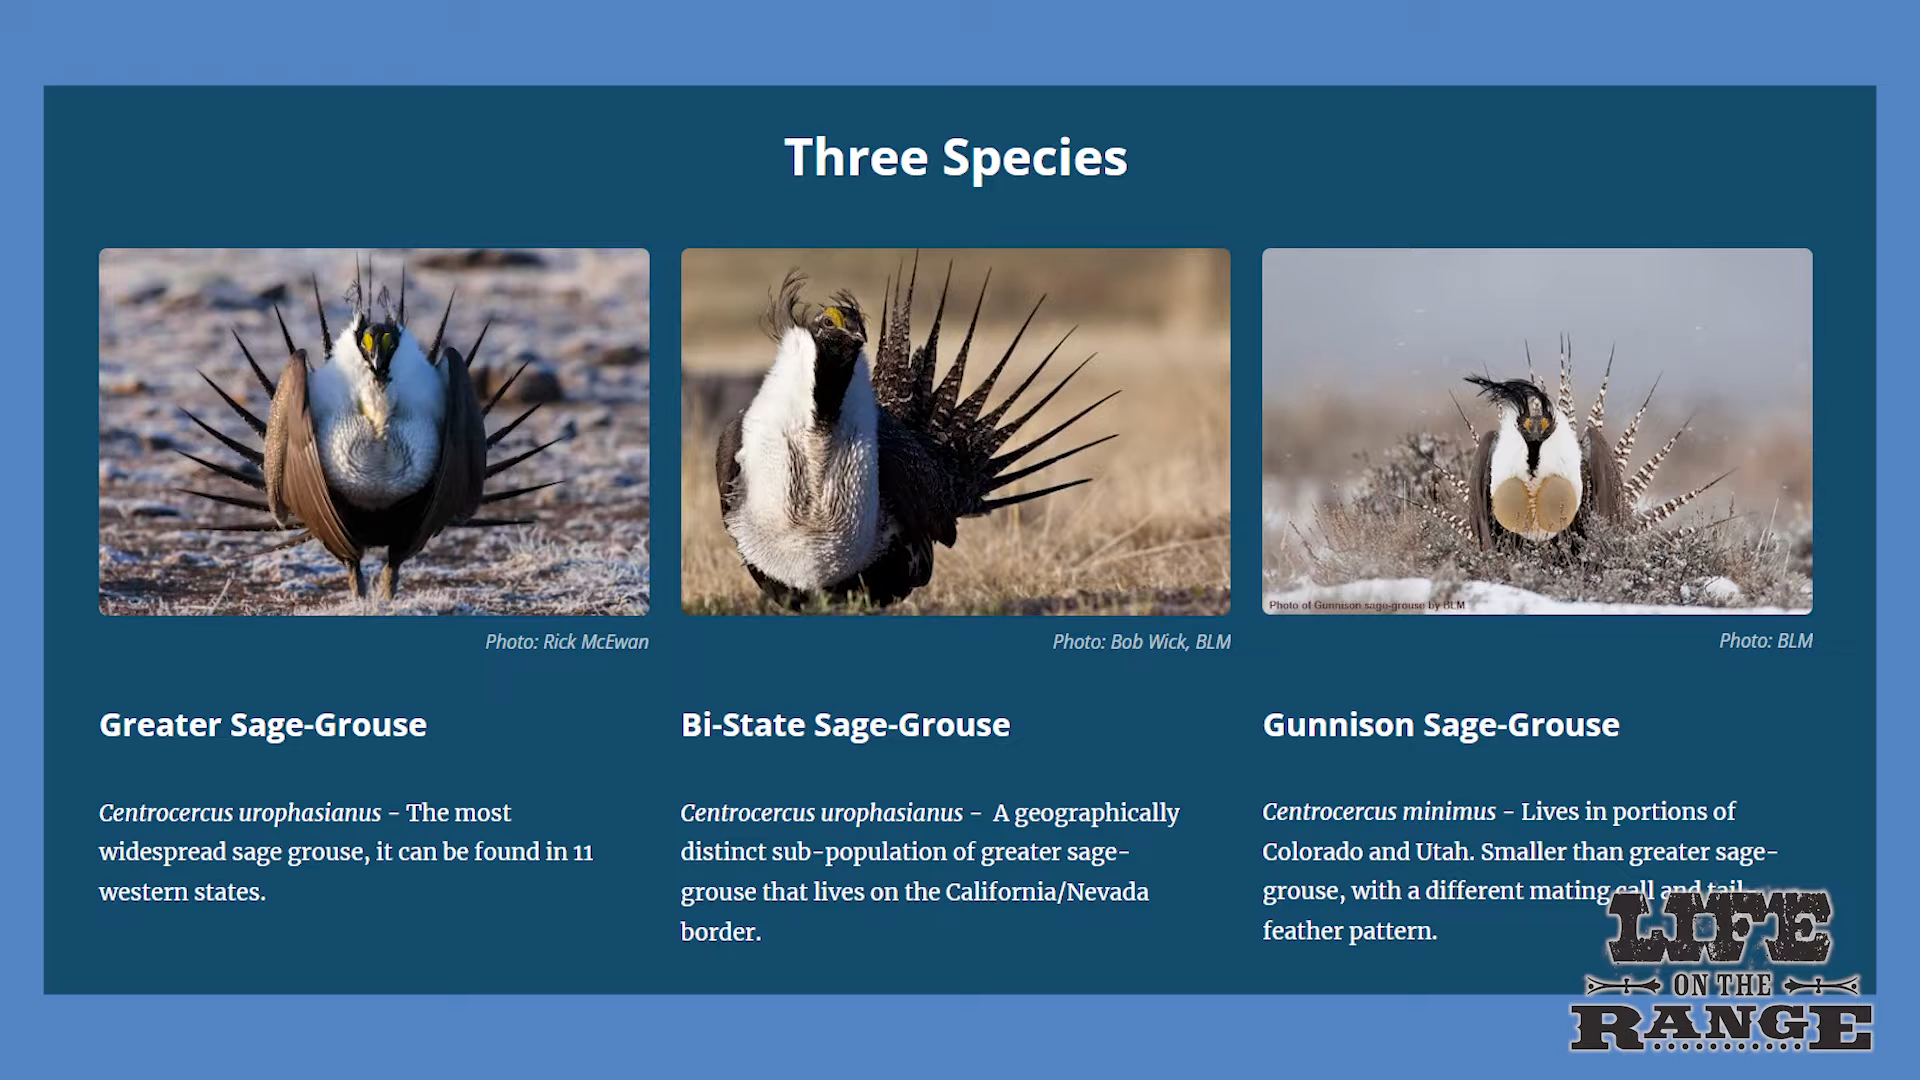 Three Species
Photo of Gunnison sage-grouse by BLM
Photo: Rick McEwan
Photo: Bob Wick, BLM
Photo: BLM
Greater Sage-Grouse
Centrocercus urophasianus - The most
widespread sage grouse, it can be found in 11
western states.
Bi-State Sage-Grouse
Centrocercus urophasianus - A geographically
distinct sub-population of greater sage-
grouse that lives on the California/Nevada
border.
Gunnison Sage-Grouse
Centrocercus minimus - Lives in portions of
Colorado and Utah. Smaller than greater sage-
grouse, with a different mating call and tail-
feather pattern.
LIFE
ON THE
RANGE